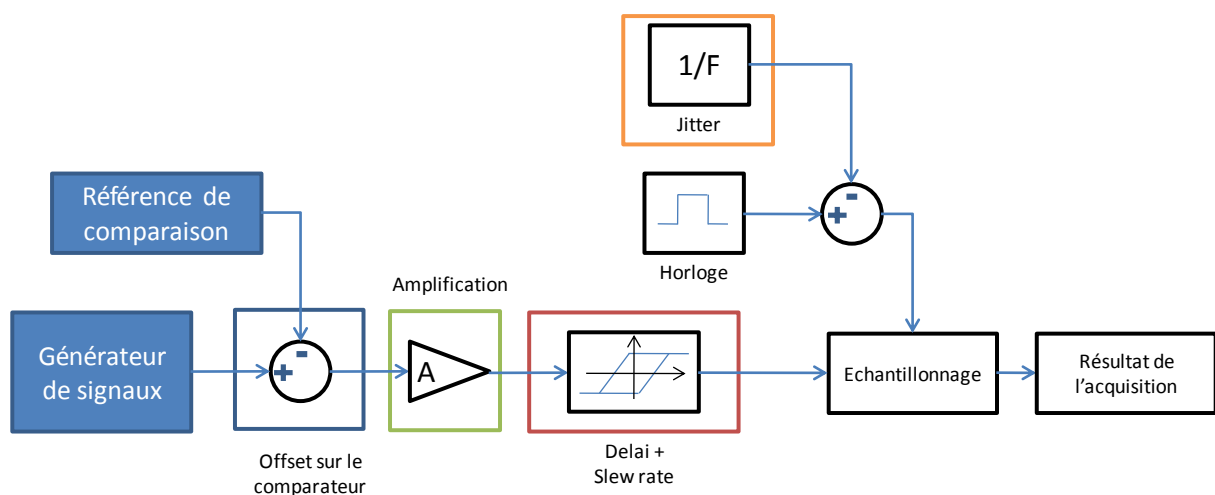 1/F
Jitter
Référence de
comparaison
+
-
Horloge
Amplification
Générateur
de signaux
+
-
A
Echantillonnage
Résultat de
l'acquisition
Offset sur le
comparateur
Delai +
Slew rate